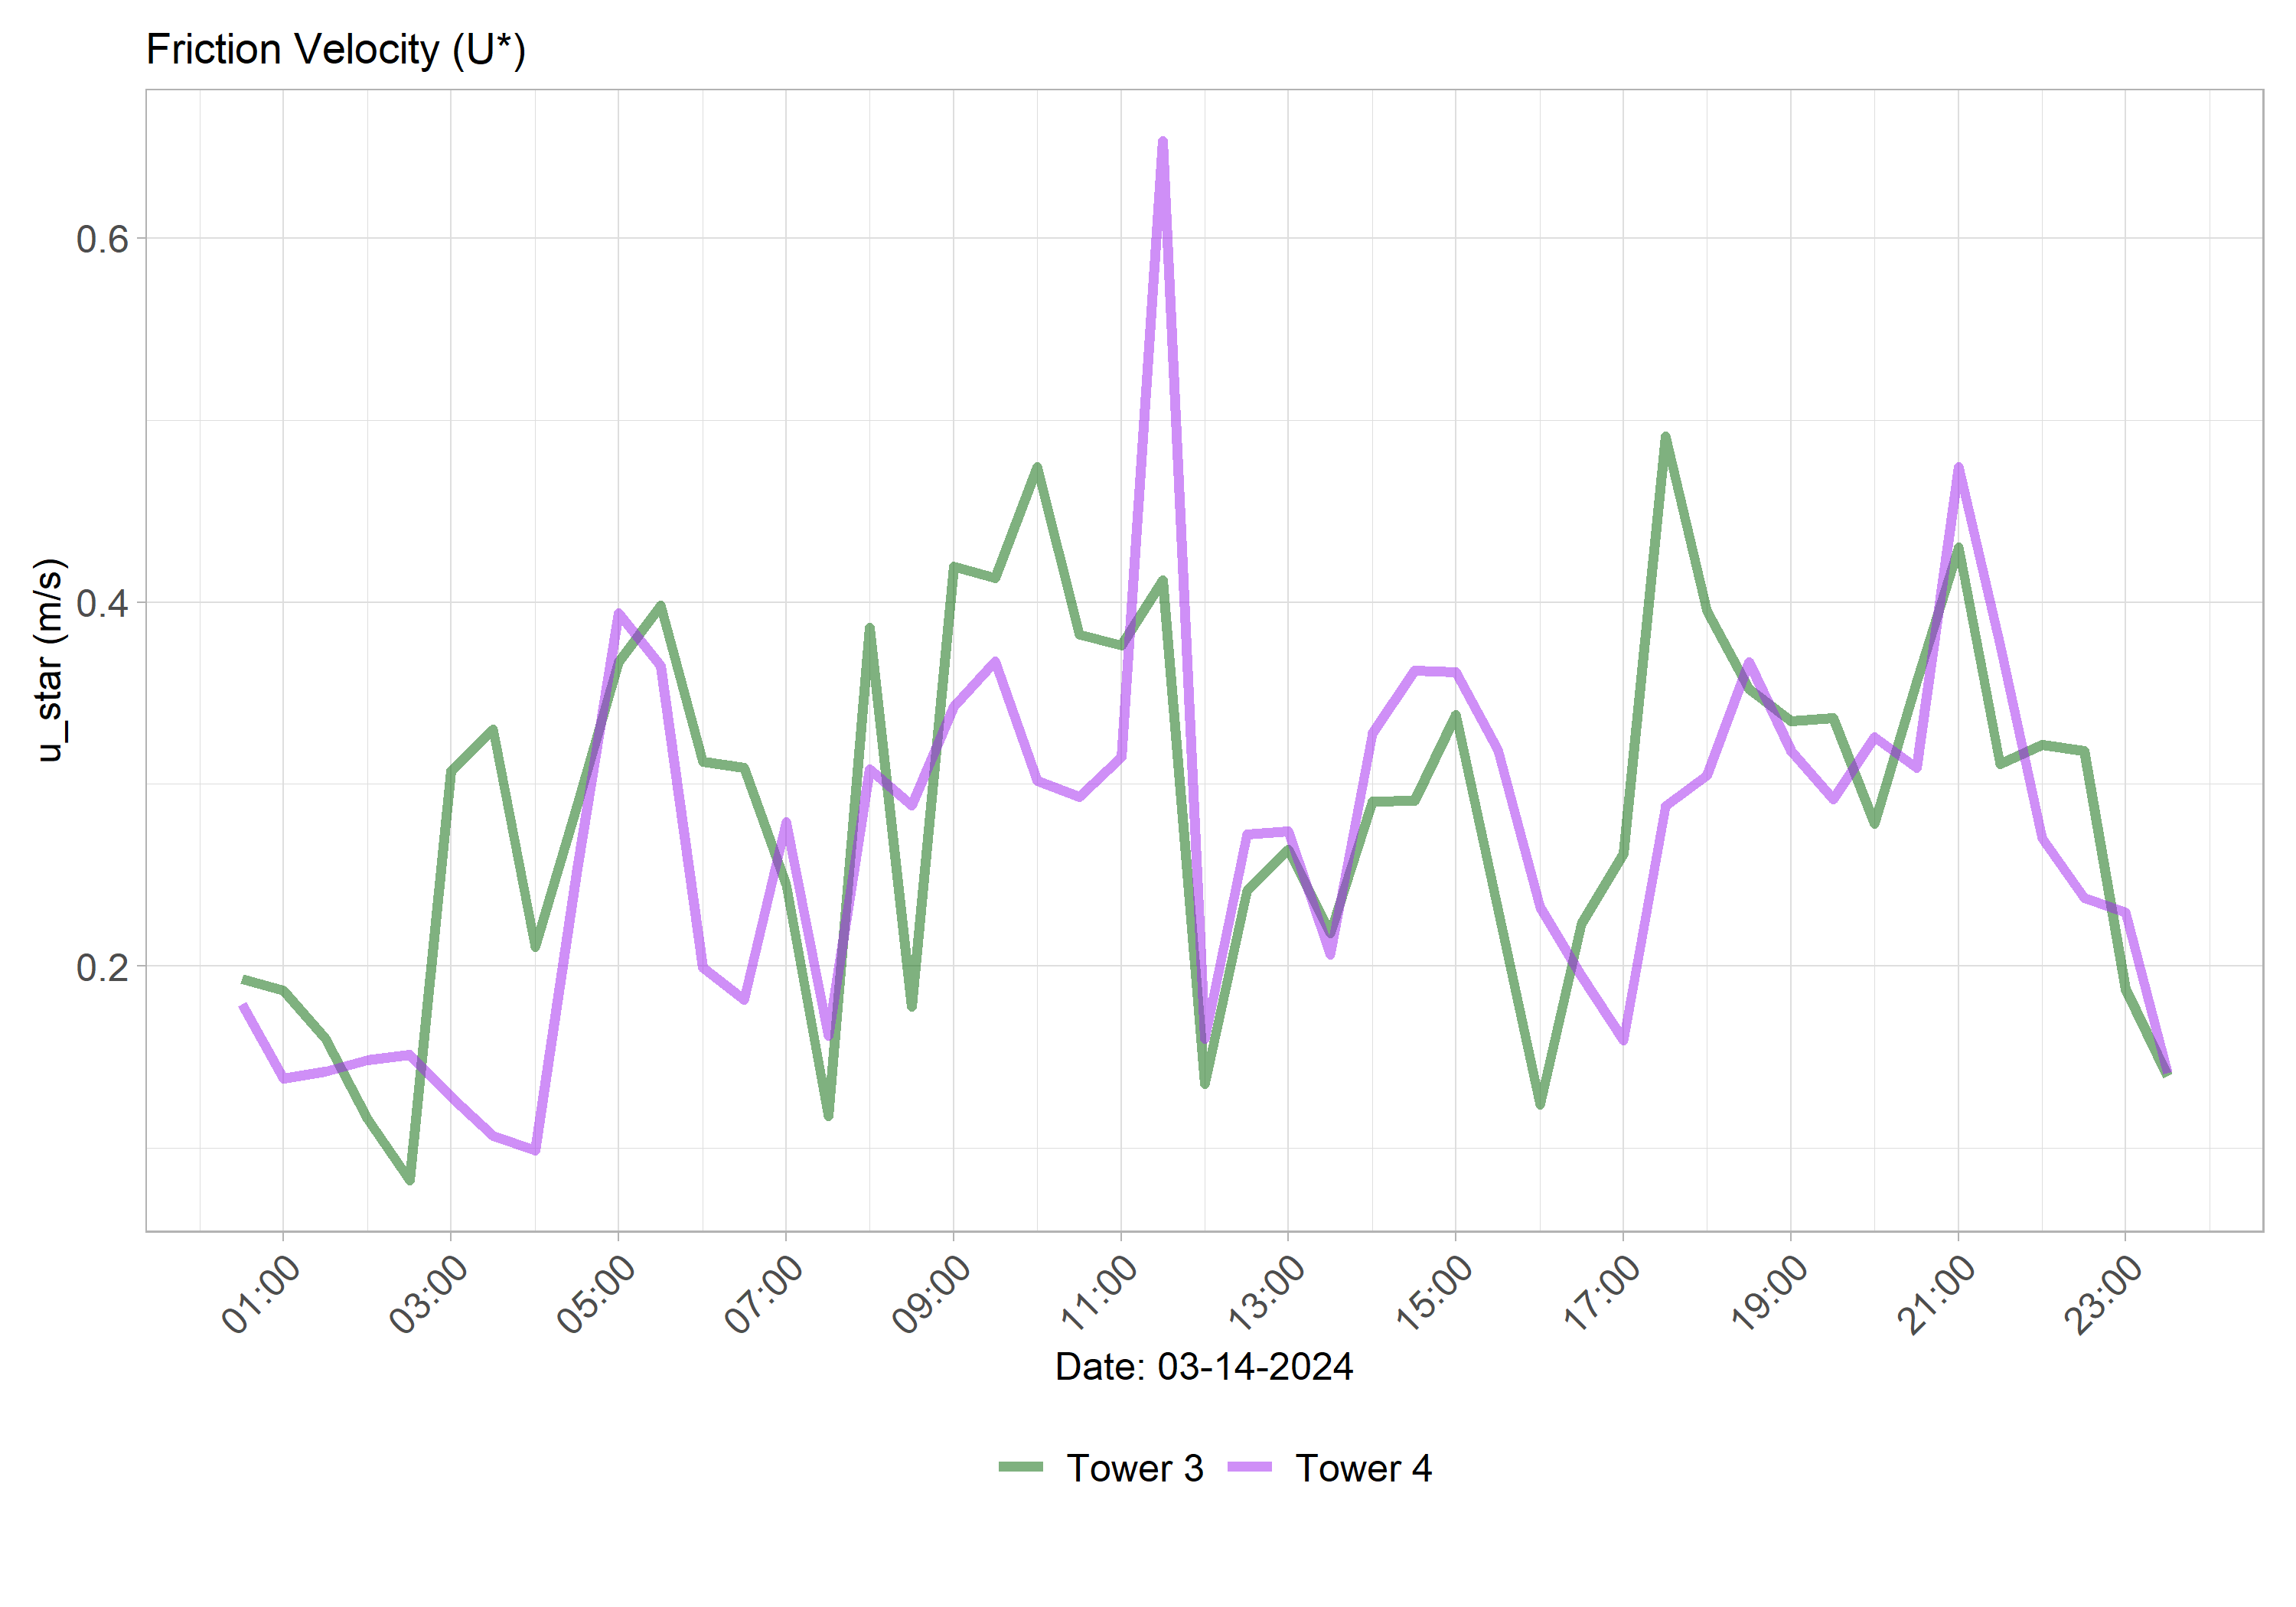 Friction Velocity (U*)
u_star (m/s)
0.6
0.4
0.2
01:00 03:00 05:00 07:00 09:00 11:00 13:00 15:00 17:00 19:00 21:00 23:00
Date: 03-14-2024
Tower 3 Tower 4